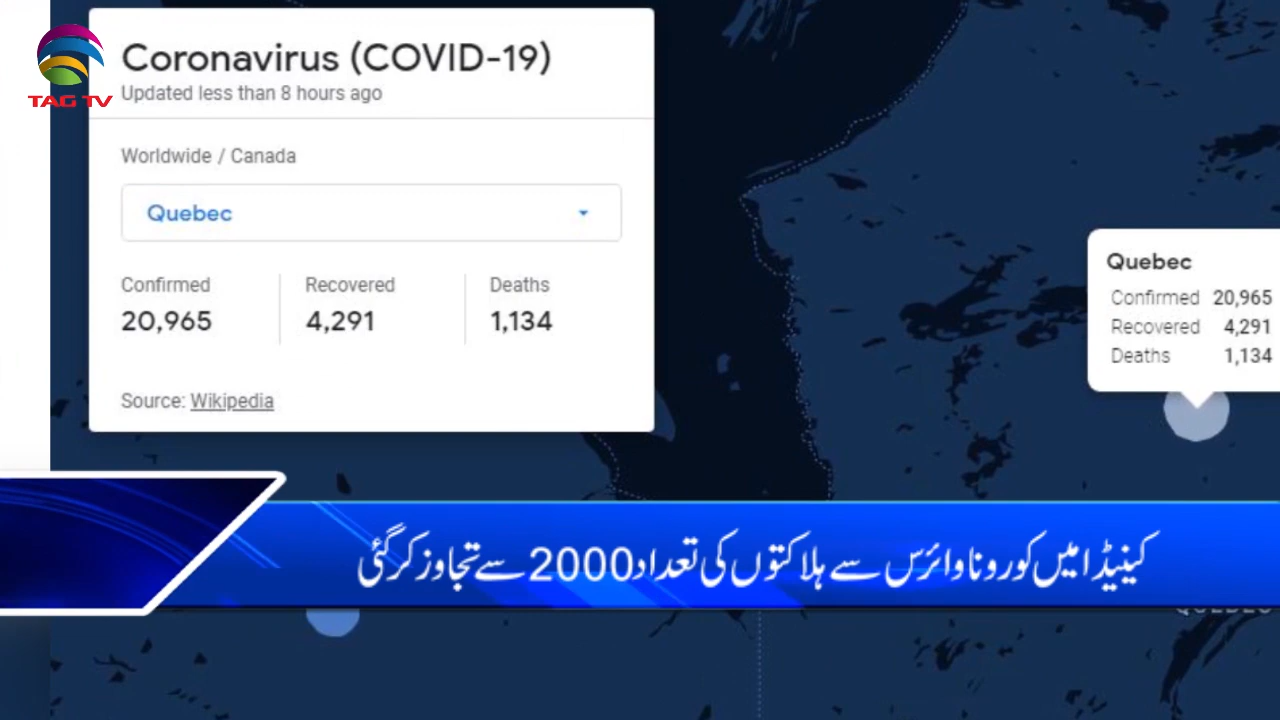 TAG TV
Coronavirus (COVID-19)
Updated less than 8 hours ago
Worldwide / Canada
Quebec
Confirmed Recovered Deaths
20,965 4,291 1,134
Source: Wikipedia
Quebec
Confirmed 20,965
Recovered 4,291
Deaths 1,134
کینیڈا میں کورونا وائرس سے ہلاکتوں کی تعداد 2000 سے تجاوز کر گئی